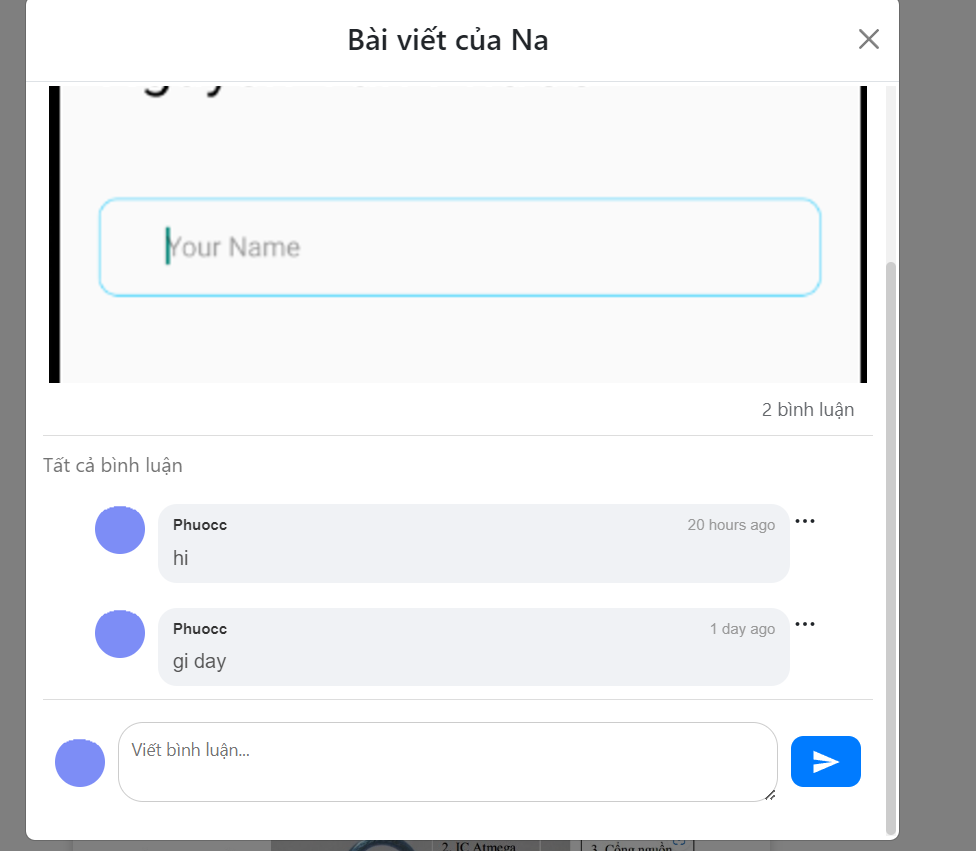 Bài viết của Na
Your Name
2 bình luận
Tất cả bình luận
Phuocc
20 hours ago
hi
Phuocc
1 day ago
gi day
Viết bình luận...
2. IC Atmega
3. Cổng nguồn